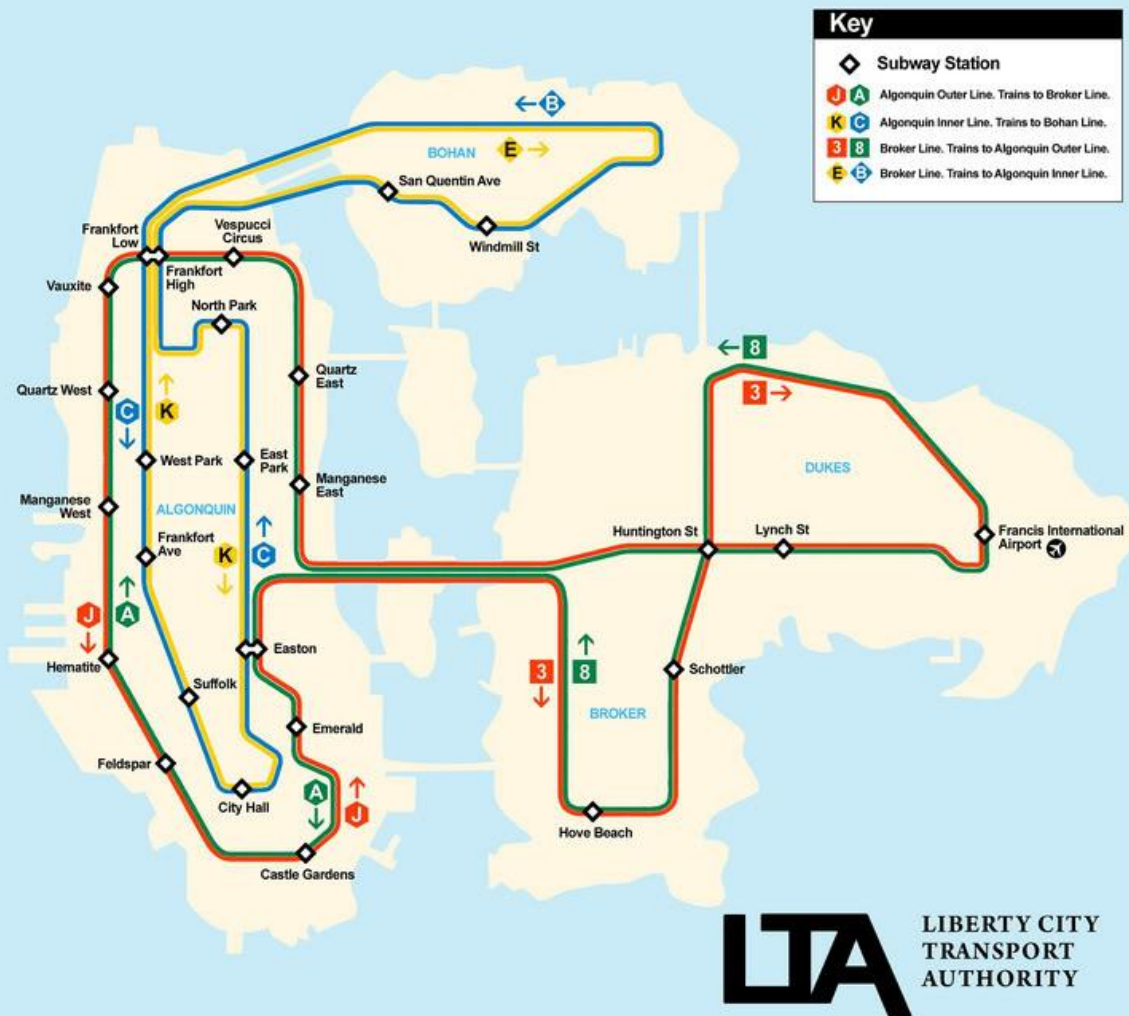 Key
Subway Station
J A Algonquin Outer Line. Trains to Broker Line.
K C Algonquin Inner Line. Trains to Bohan Line.
3 8 Broker Line. Trains to Algonquin Outer Line.
E B Broker Line. Trains to Algonquin Inner Line.
B
BOHAN
E
San Quentin Ave
Windmill St
Frankfort
Low
Vespucci
Circus
Frankfort
High
Vauxite
North Park
Quartz West
Quartz
East
C
K
West Park
East
Park
Manganese
West
Manganese
East
ALGONQUIN
Frankfort
Ave
K
C
J
A
Hematite
Easton
Suffolk
Emerald
Feldspar
City Hall
A
J
Castle Gardens
8
3
DUKES
Huntington St
Lynch St
Francis International
Airport
3
8
Schottler
BROKER
Hove Beach
LTA
LIBERTY CITY
TRANSPORT
AUTHORITY